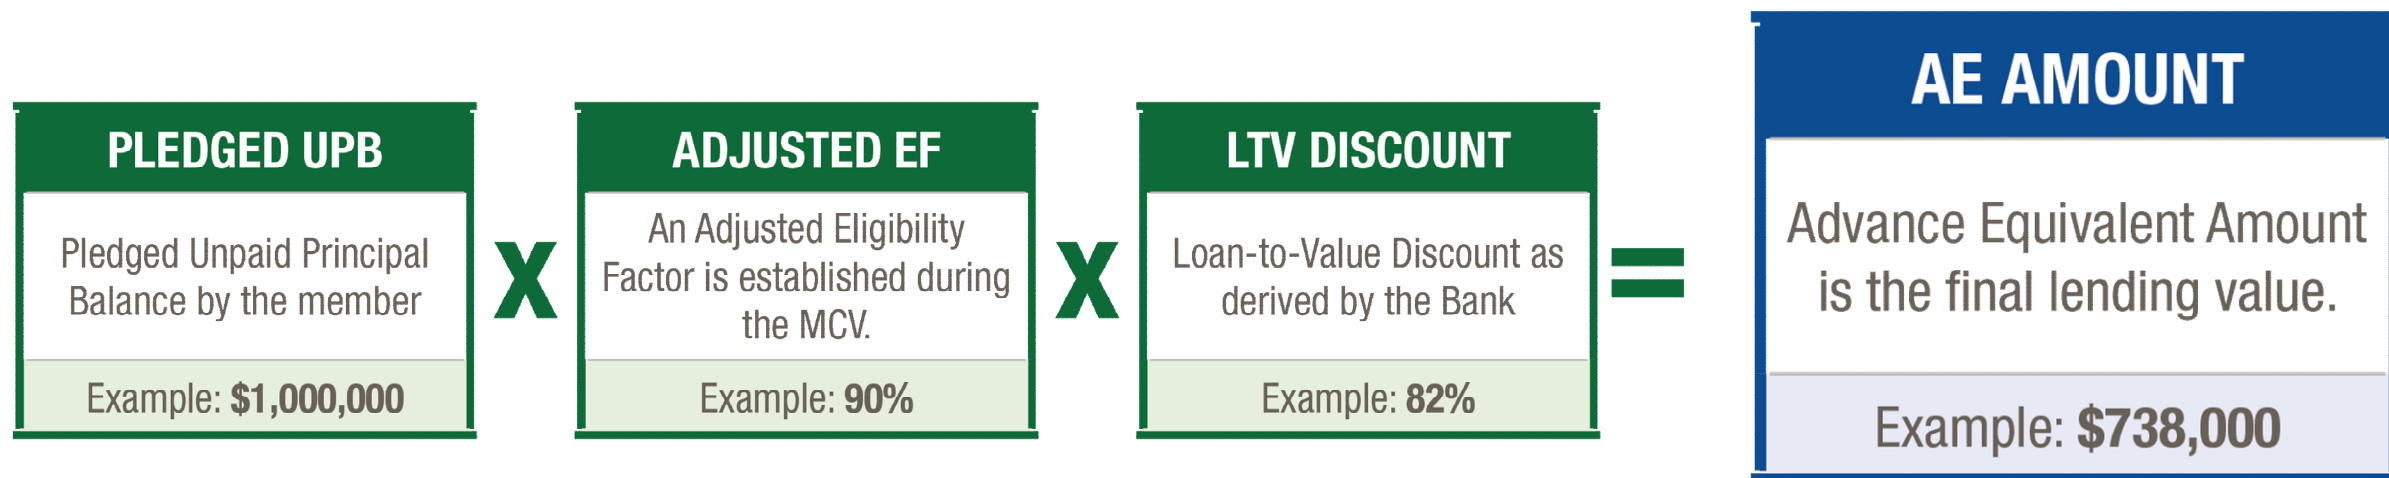 PLEDGED UPB
Pledged Unpaid Principal
Balance by the member
Example: $1,000,000
X
ADJUSTED EF
An Adjusted Eligibility
Factor is established during
the MCV.
Example: 90%
X
LTV DISCOUNT
Loan-to-Value Discount as
derived by the Bank
Example: 82%
=
AE AMOUNT
Advance Equivalent Amount
is the final lending value.
Example: $738,000